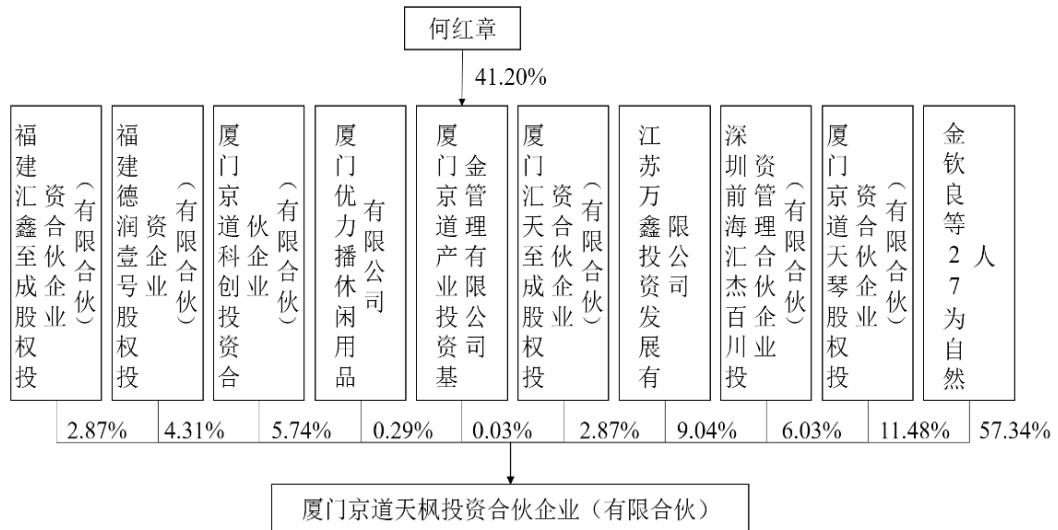 何红章
41.20%
福建汇鑫至成股权投
资合伙企业
（有限合伙）
福建德润壹号股权投
资企业
（有限合伙）
厦门京道科创投资合
伙企业
（有限合伙）
厦门优力播休闲用品
有限公司
厦门京道产业投资基
金管理有限公司
厦门汇天至成股权投
资合伙企业
（有限合伙）
江苏万鑫投资发展有
限公司
深圳前海汇杰百川投
资管理合伙企业
（有限合伙）
厦门京道天琴股权投
资合伙企业
（有限合伙）
金钦良等27为自然
人
2.87%
4.31%
5.74%
0.29%
0.03%
2.87%
9.04%
6.03%
11.48%
57.34%
厦门京道天枫投资合伙企业（有限合伙）